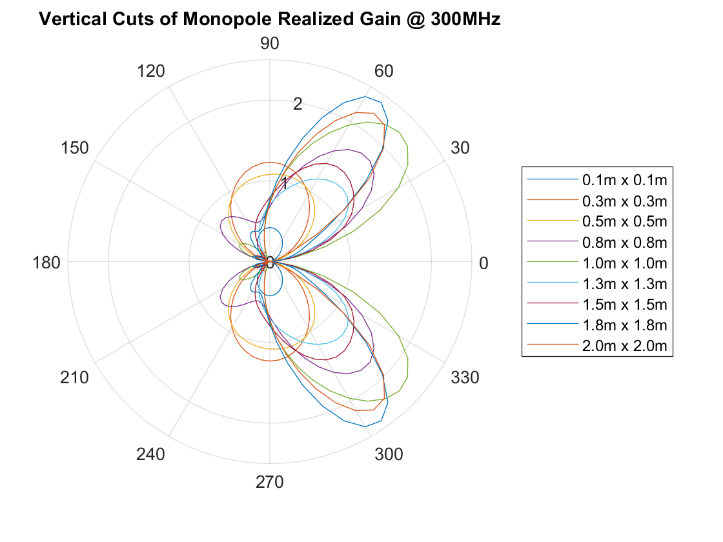 Vertical Cuts of Monopole Realized Gain @ 300MHz
90
120
60
2
150
30
1
180
0
0
210
330
240
300
270
0.1m x 0.1m
0.3m x 0.3m
0.5m x 0.5m
0.8m x 0.8m
1.0m x 1.0m
1.3m x 1.3m
1.5m x 1.5m
1.8m x 1.8m
2.0m x 2.0m